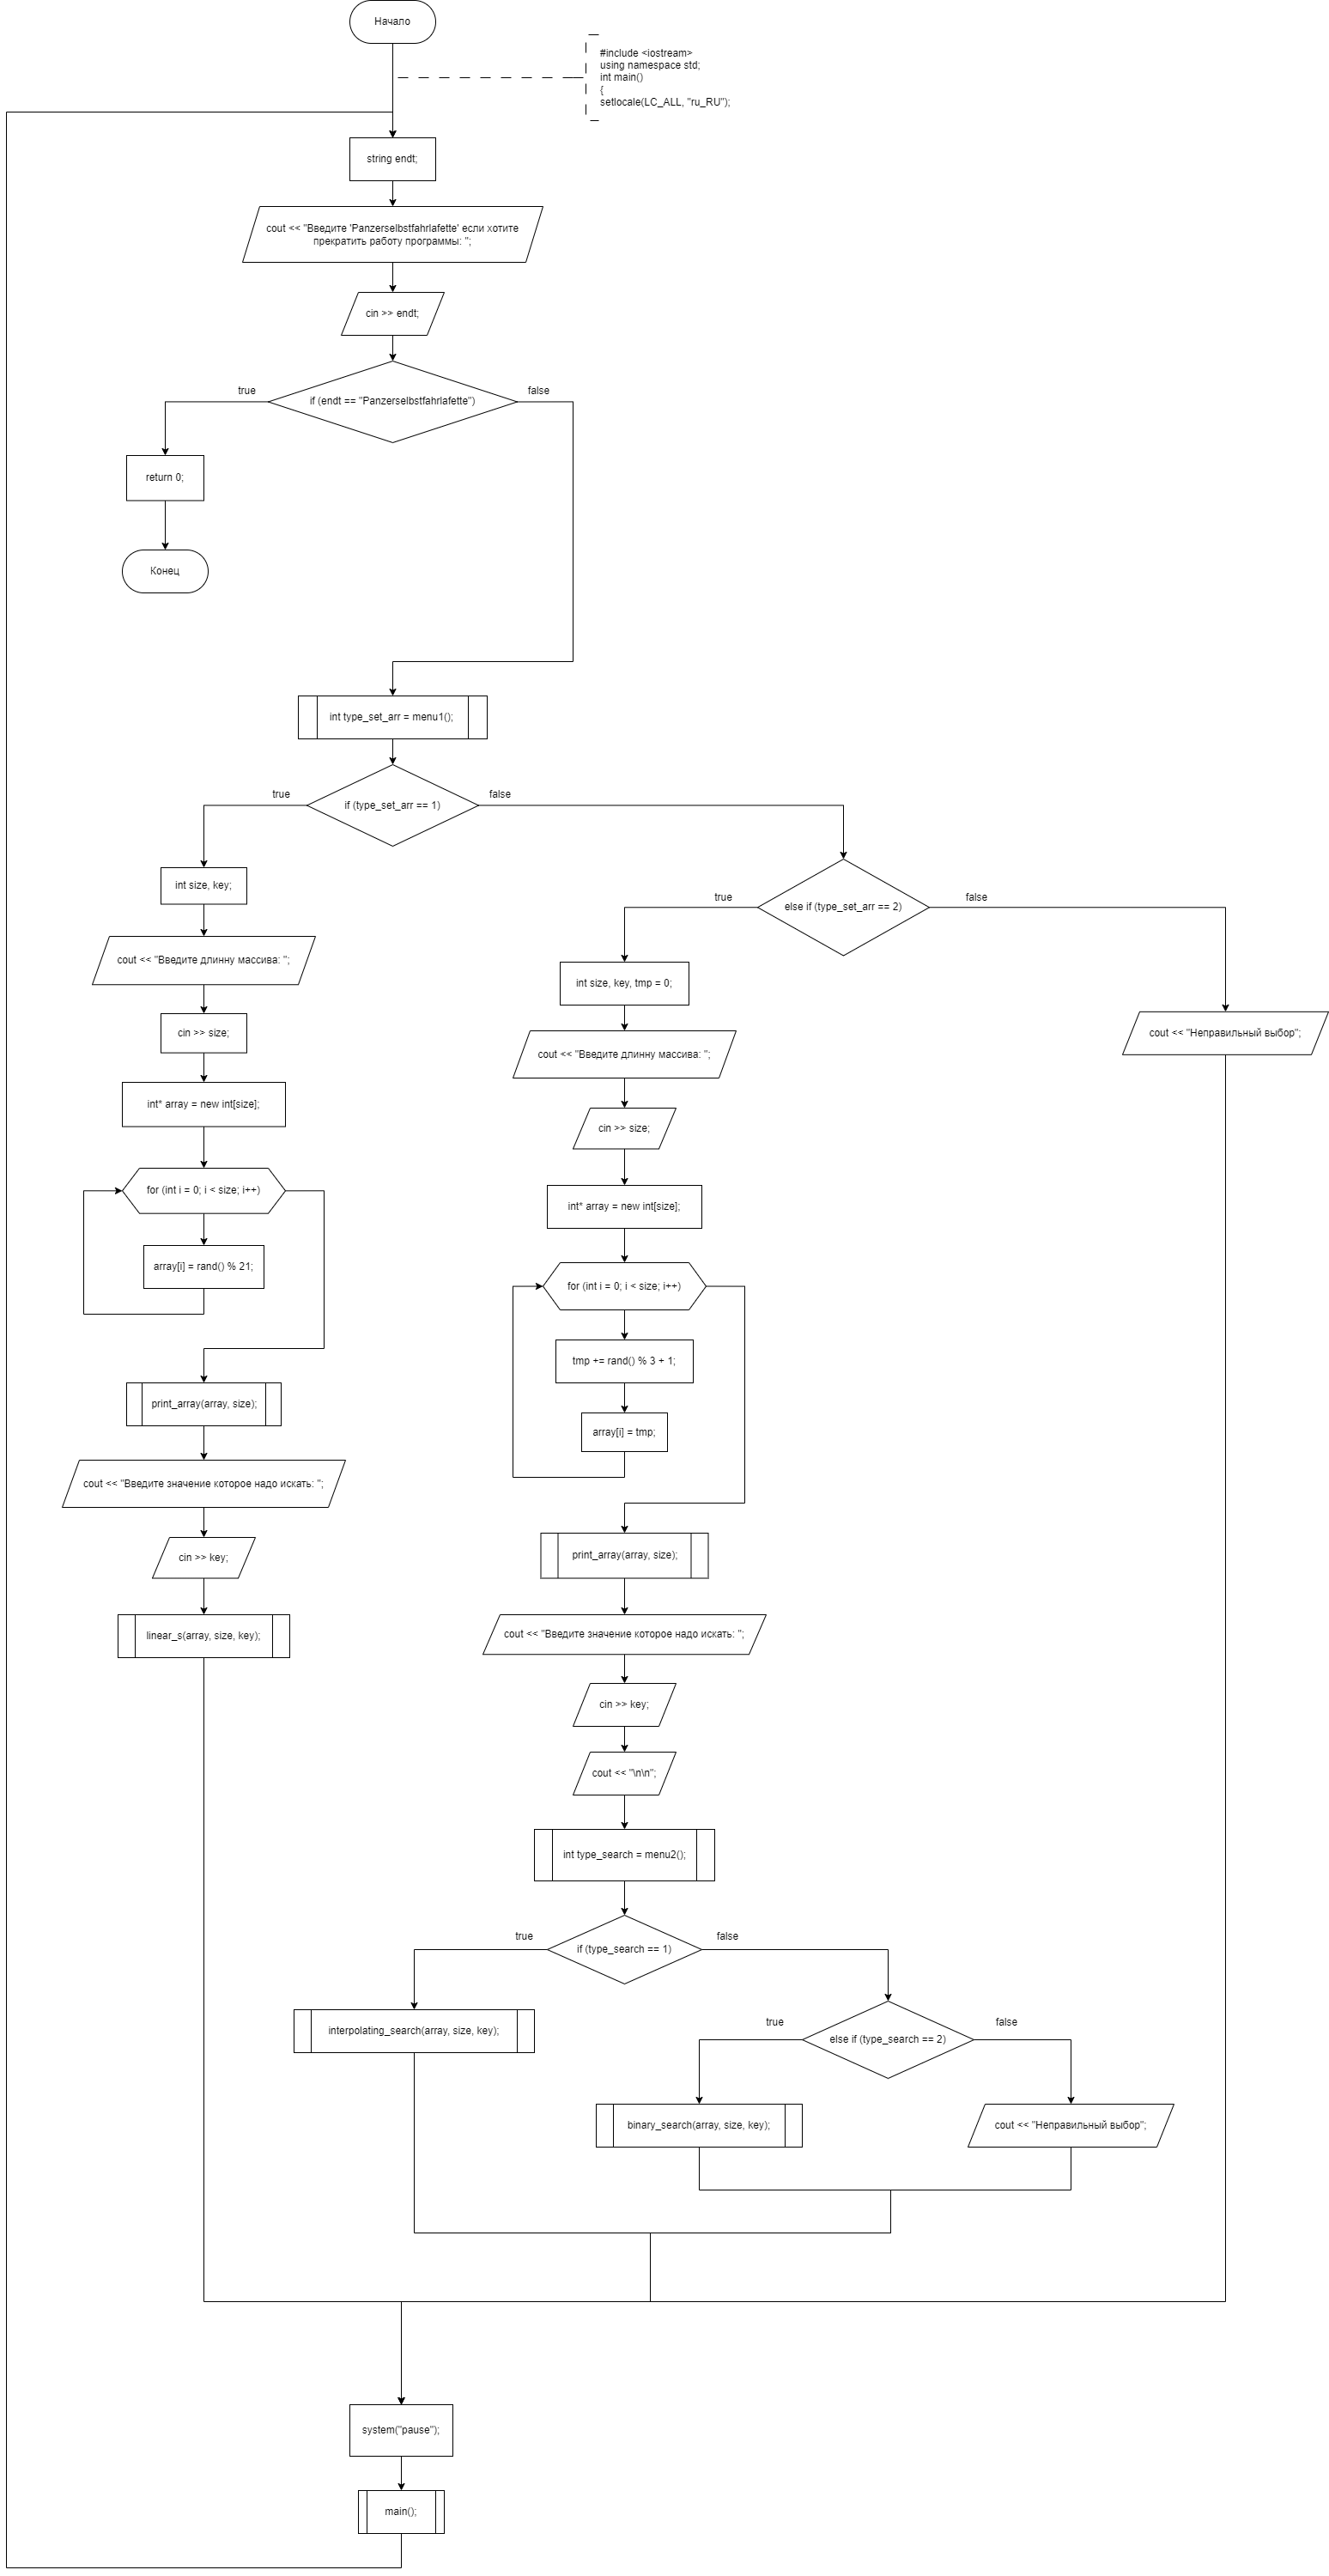 Начало
#include <iostream>
using namespace std;
int main()
{
setlocale(LC_ALL, "ru_RU");
string endt;
cout << "Введите 'Panzerselbstfahrlafette' если хотите
прекратить работу программы: ";
cin >> endt;
true
false
if (endt == "Panzerselbstfahrlafette")
return 0;
Конец
int type_set_arr = menu1();
true
false
if (type_set_arr == 1)
int size, key;
cout << "Введите длинну массива: ";
cin >> size;
int* array = new int[size];
for (int i = 0; i < size; i++)
array[i] = rand() % 21;
print_array(array, size);
cout << "Введите значение которое надо искать: ";
cin >> key;
linear_s(array, size, key);
true
false
else if (type_set_arr == 2)
int size, key, tmp = 0;
cout << "Введите длинну массива: ";
cin >> size;
int* array = new int[size];
for (int i = 0; i < size; i++)
tmp += rand() % 3 + 1;
array[i] = tmp;
print_array(array, size);
cout << "Введите значение которое надо искать: ";
cin >> key;
cout << "\n\n";
int type_search = menu2();
true
false
if (type_search == 1)
interpolating_search(array, size, key);
true
false
else if (type_search == 2)
binary_search(array, size, key);
cout << "Неправильный выбор";
cout << "Неправильный выбор";
system("pause");
main();